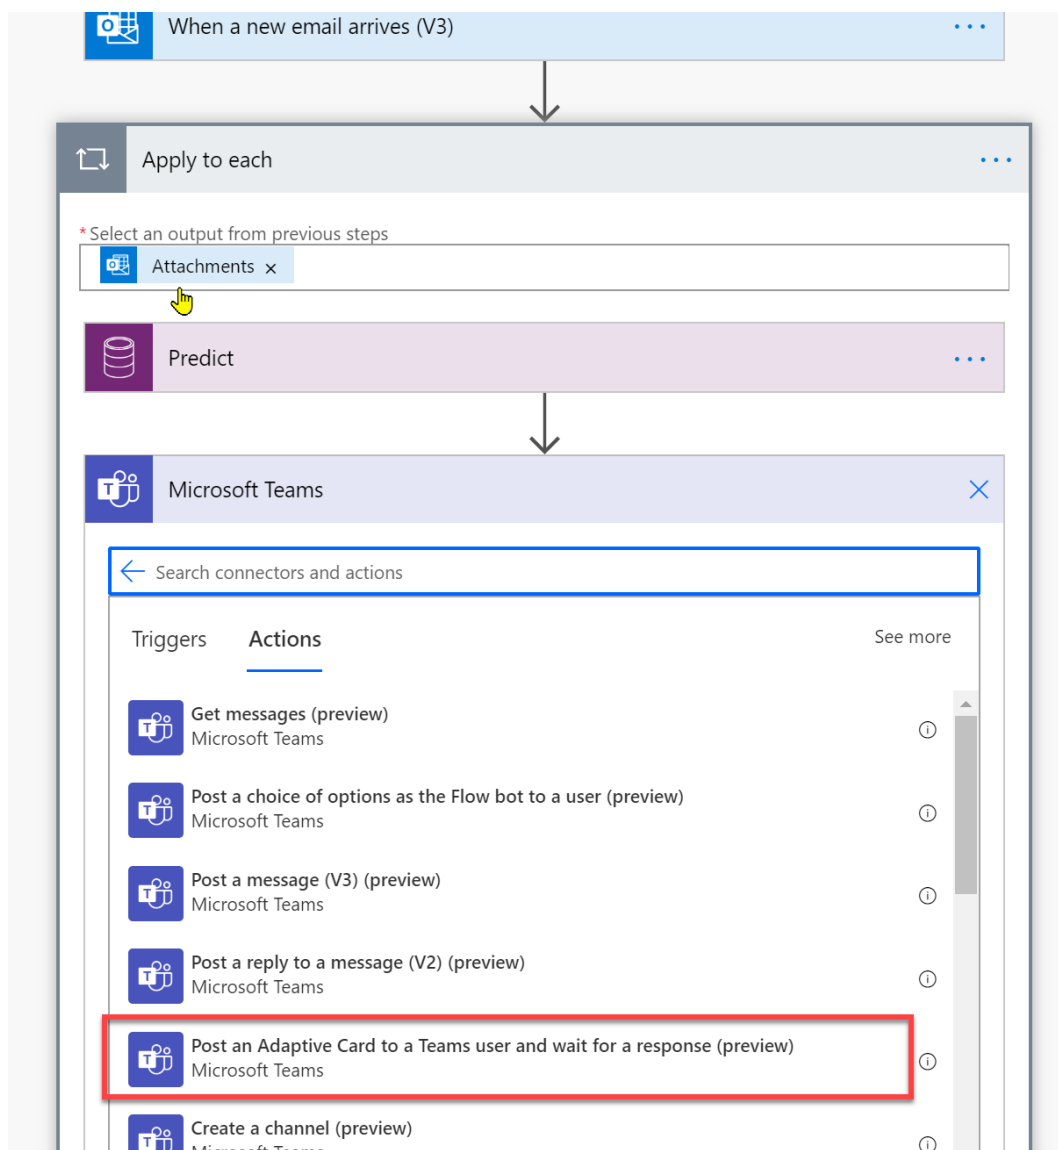 When a new email arrives (V3)
Apply to each
* Select an output from previous steps
Attachments
Predict
Microsoft Teams
Search connectors and actions
Triggers Actions See more
Get messages (preview)
Microsoft Teams
Post a choice of options as the Flow bot to a user (preview)
Microsoft Teams
Post a message (V3) (preview)
Microsoft Teams
Post a reply to a message (V2) (preview)
Microsoft Teams
Post an Adaptive Card to a Teams user and wait for a response (preview)
Microsoft Teams
Create a channel (preview)
Microsoft Teams